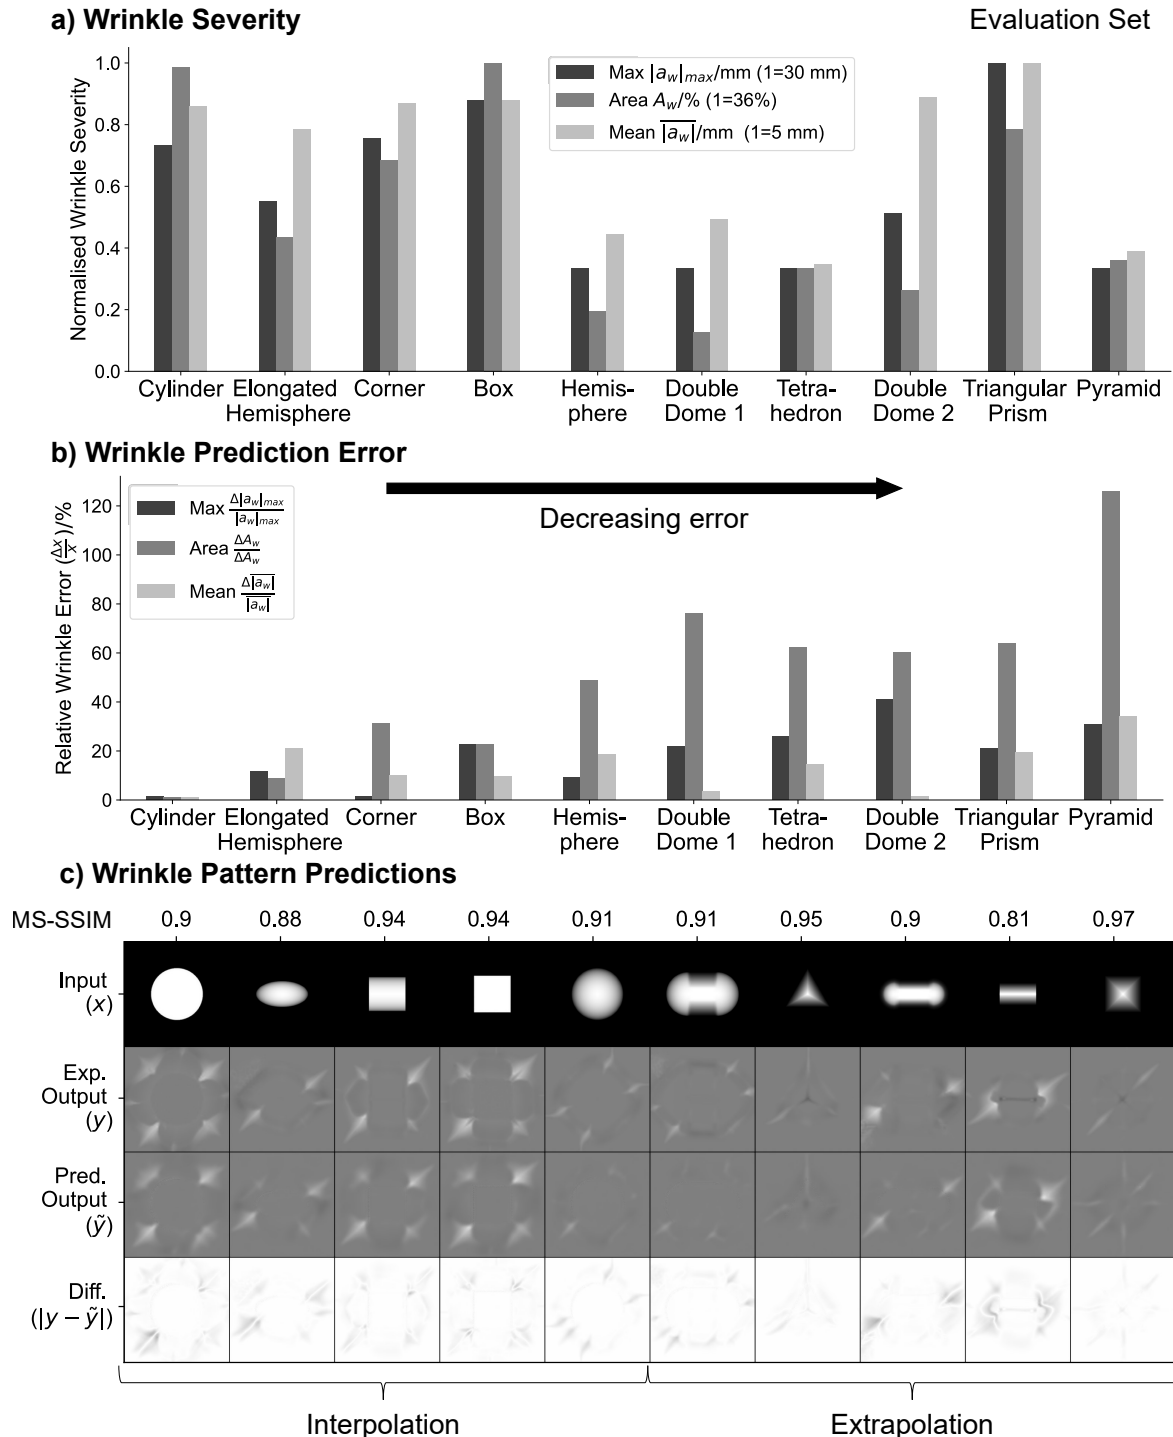 a) Wrinkle Severity
Evaluation Set
Normalised Wrinkle Severity
1.0
0.8
0.6
0.4
0.2
0.0
Max |a_w|_max/mm (1=30 mm)
Area A_w/% (1=36%)
Mean \overline{|a_w|}/mm (1=5 mm)
Cylinder
Elongated
Hemisphere
Corner
Box
Hemis-
phere
Double
Dome 1
Tetra-
hedron
Double
Dome 2
Triangular
Prism
Pyramid
b) Wrinkle Prediction Error
Relative Wrinkle Error (Δx/x)/%
120
100
80
60
40
20
0
Max Δ|a_w|_max/|a_w|_max
Area ΔA_w/ΔA_w
Mean Δ\overline{|a_w|}/\overline{|a_w|}
Decreasing error
Cylinder
Elongated
Hemisphere
Corner
Box
Hemis-
phere
Double
Dome 1
Tetra-
hedron
Double
Dome 2
Triangular
Prism
Pyramid
c) Wrinkle Pattern Predictions
MS-SSIM 0.9 0.88 0.94 0.94 0.91 0.91 0.95 0.9 0.81 0.97
Input
(x)
Exp.
Output
(y)
Pred.
Output
(ỹ)
Diff.
(|y − ỹ|)
Interpolation
Extrapolation